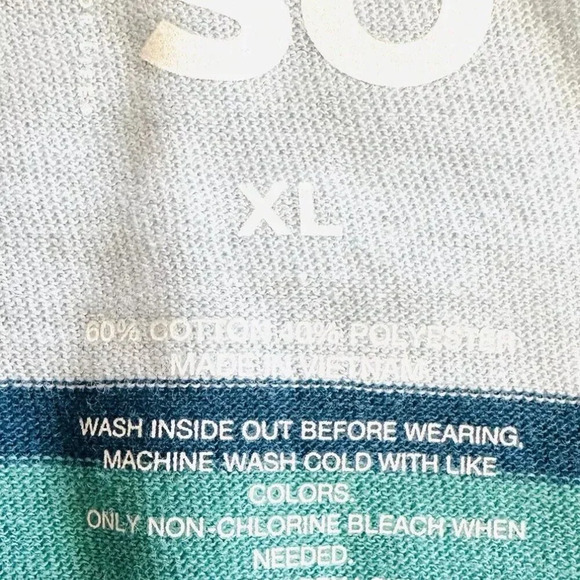 SO
XL
60% COTTON 40% POLYESTER
MADE IN VIETNAM
WASH INSIDE OUT BEFORE WEARING,
MACHINE WASH COLD WITH LIKE
COLORS.
ONLY NON-CHLORINE BLEACH WHEN
NEEDED.